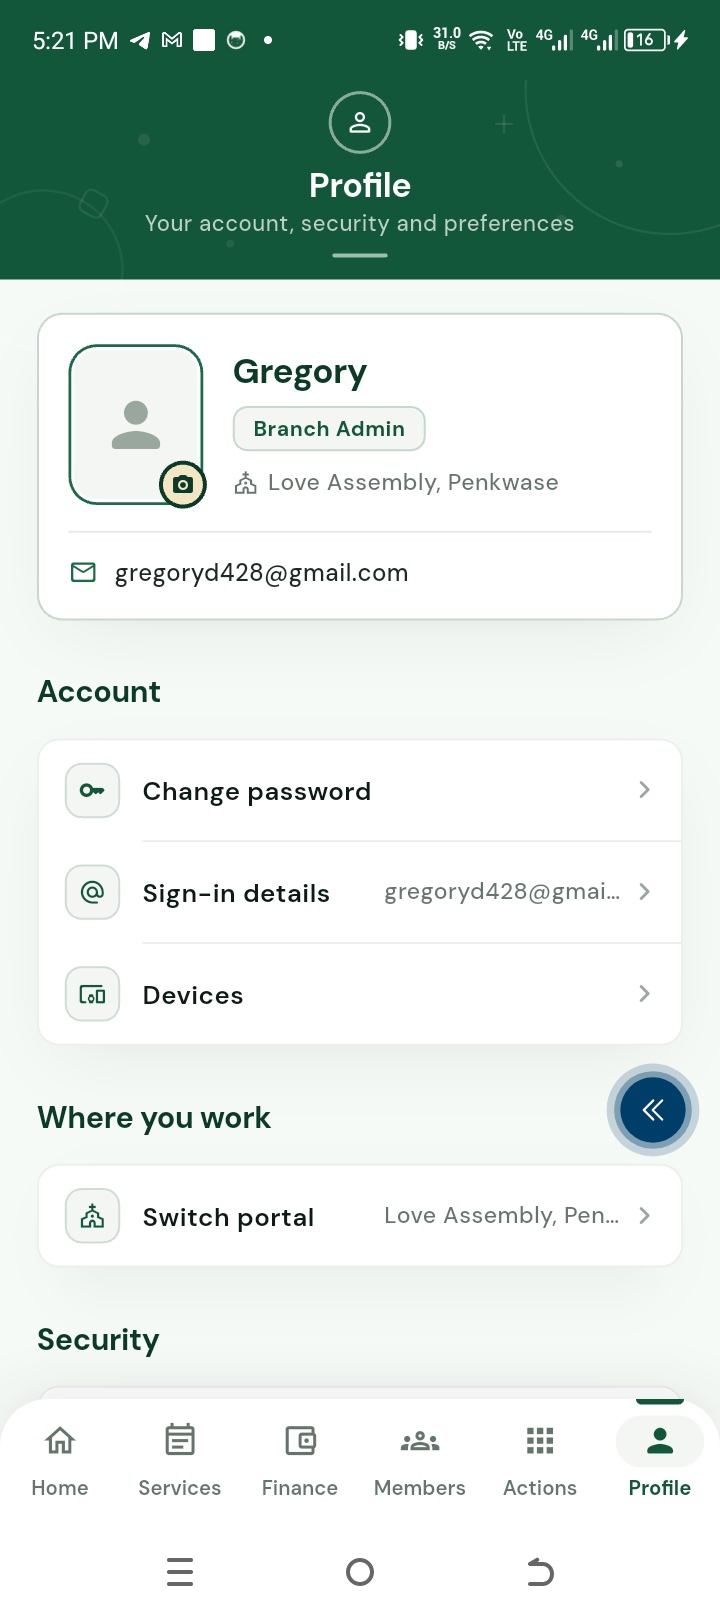 5:21 PM
31.0 B/S
Vo LTE
4G
4G
16
Profile
Your account, security and preferences
Gregory
Branch Admin
Love Assembly, Penkwase
gregoryd428@gmail.com
Account
Change password
Sign-in details gregoryd428@gmai...
Devices
Where you work
Switch portal Love Assembly, Pen...
Security
Home Services Finance Members Actions Profile